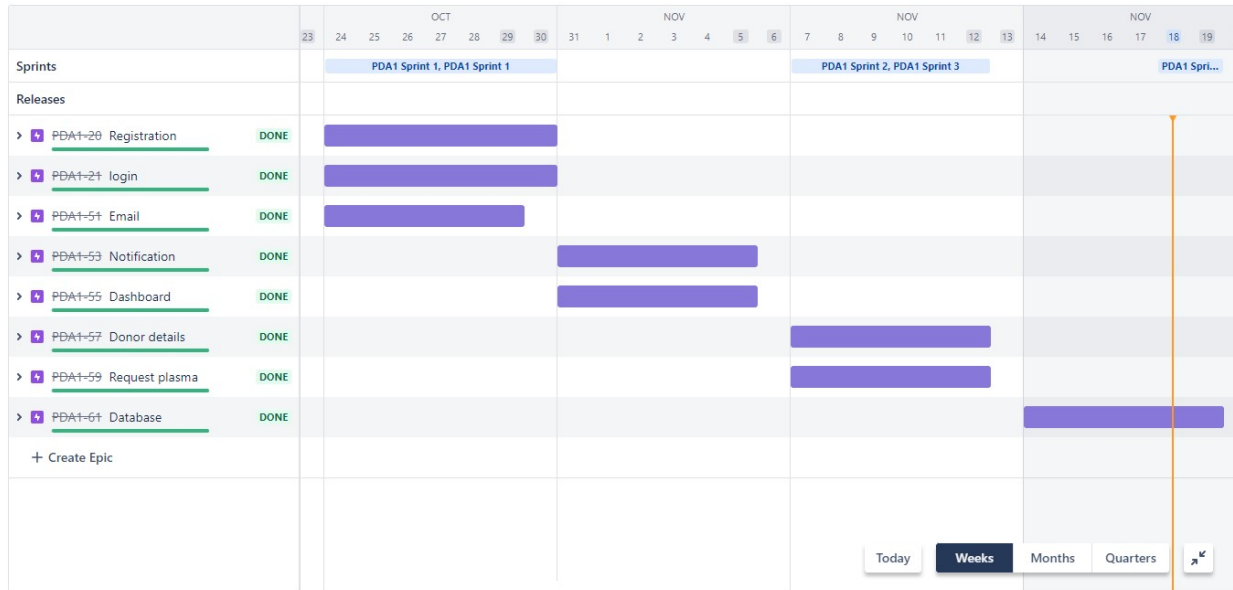 OCT NOV NOV NOV
23 24 25 26 27 28 29 30 31 1 2 3 4 5 6 7 8 9 10 11 12 13 14 15 16 17 18 19
Sprints PDA1 Sprint 1, PDA1 Sprint 1 PDA1 Sprint 2, PDA1 Sprint 3 PDA1 Spri...
Releases
PDA1-20 Registration DONE
PDA1-21 login DONE
PDA1-51 Email DONE
PDA1-53 Notification DONE
PDA1-55 Dashboard DONE
PDA1-57 Donor details DONE
PDA1-59 Request plasma DONE
PDA1-61 Database DONE
+ Create Epic
Today Weeks Months Quarters